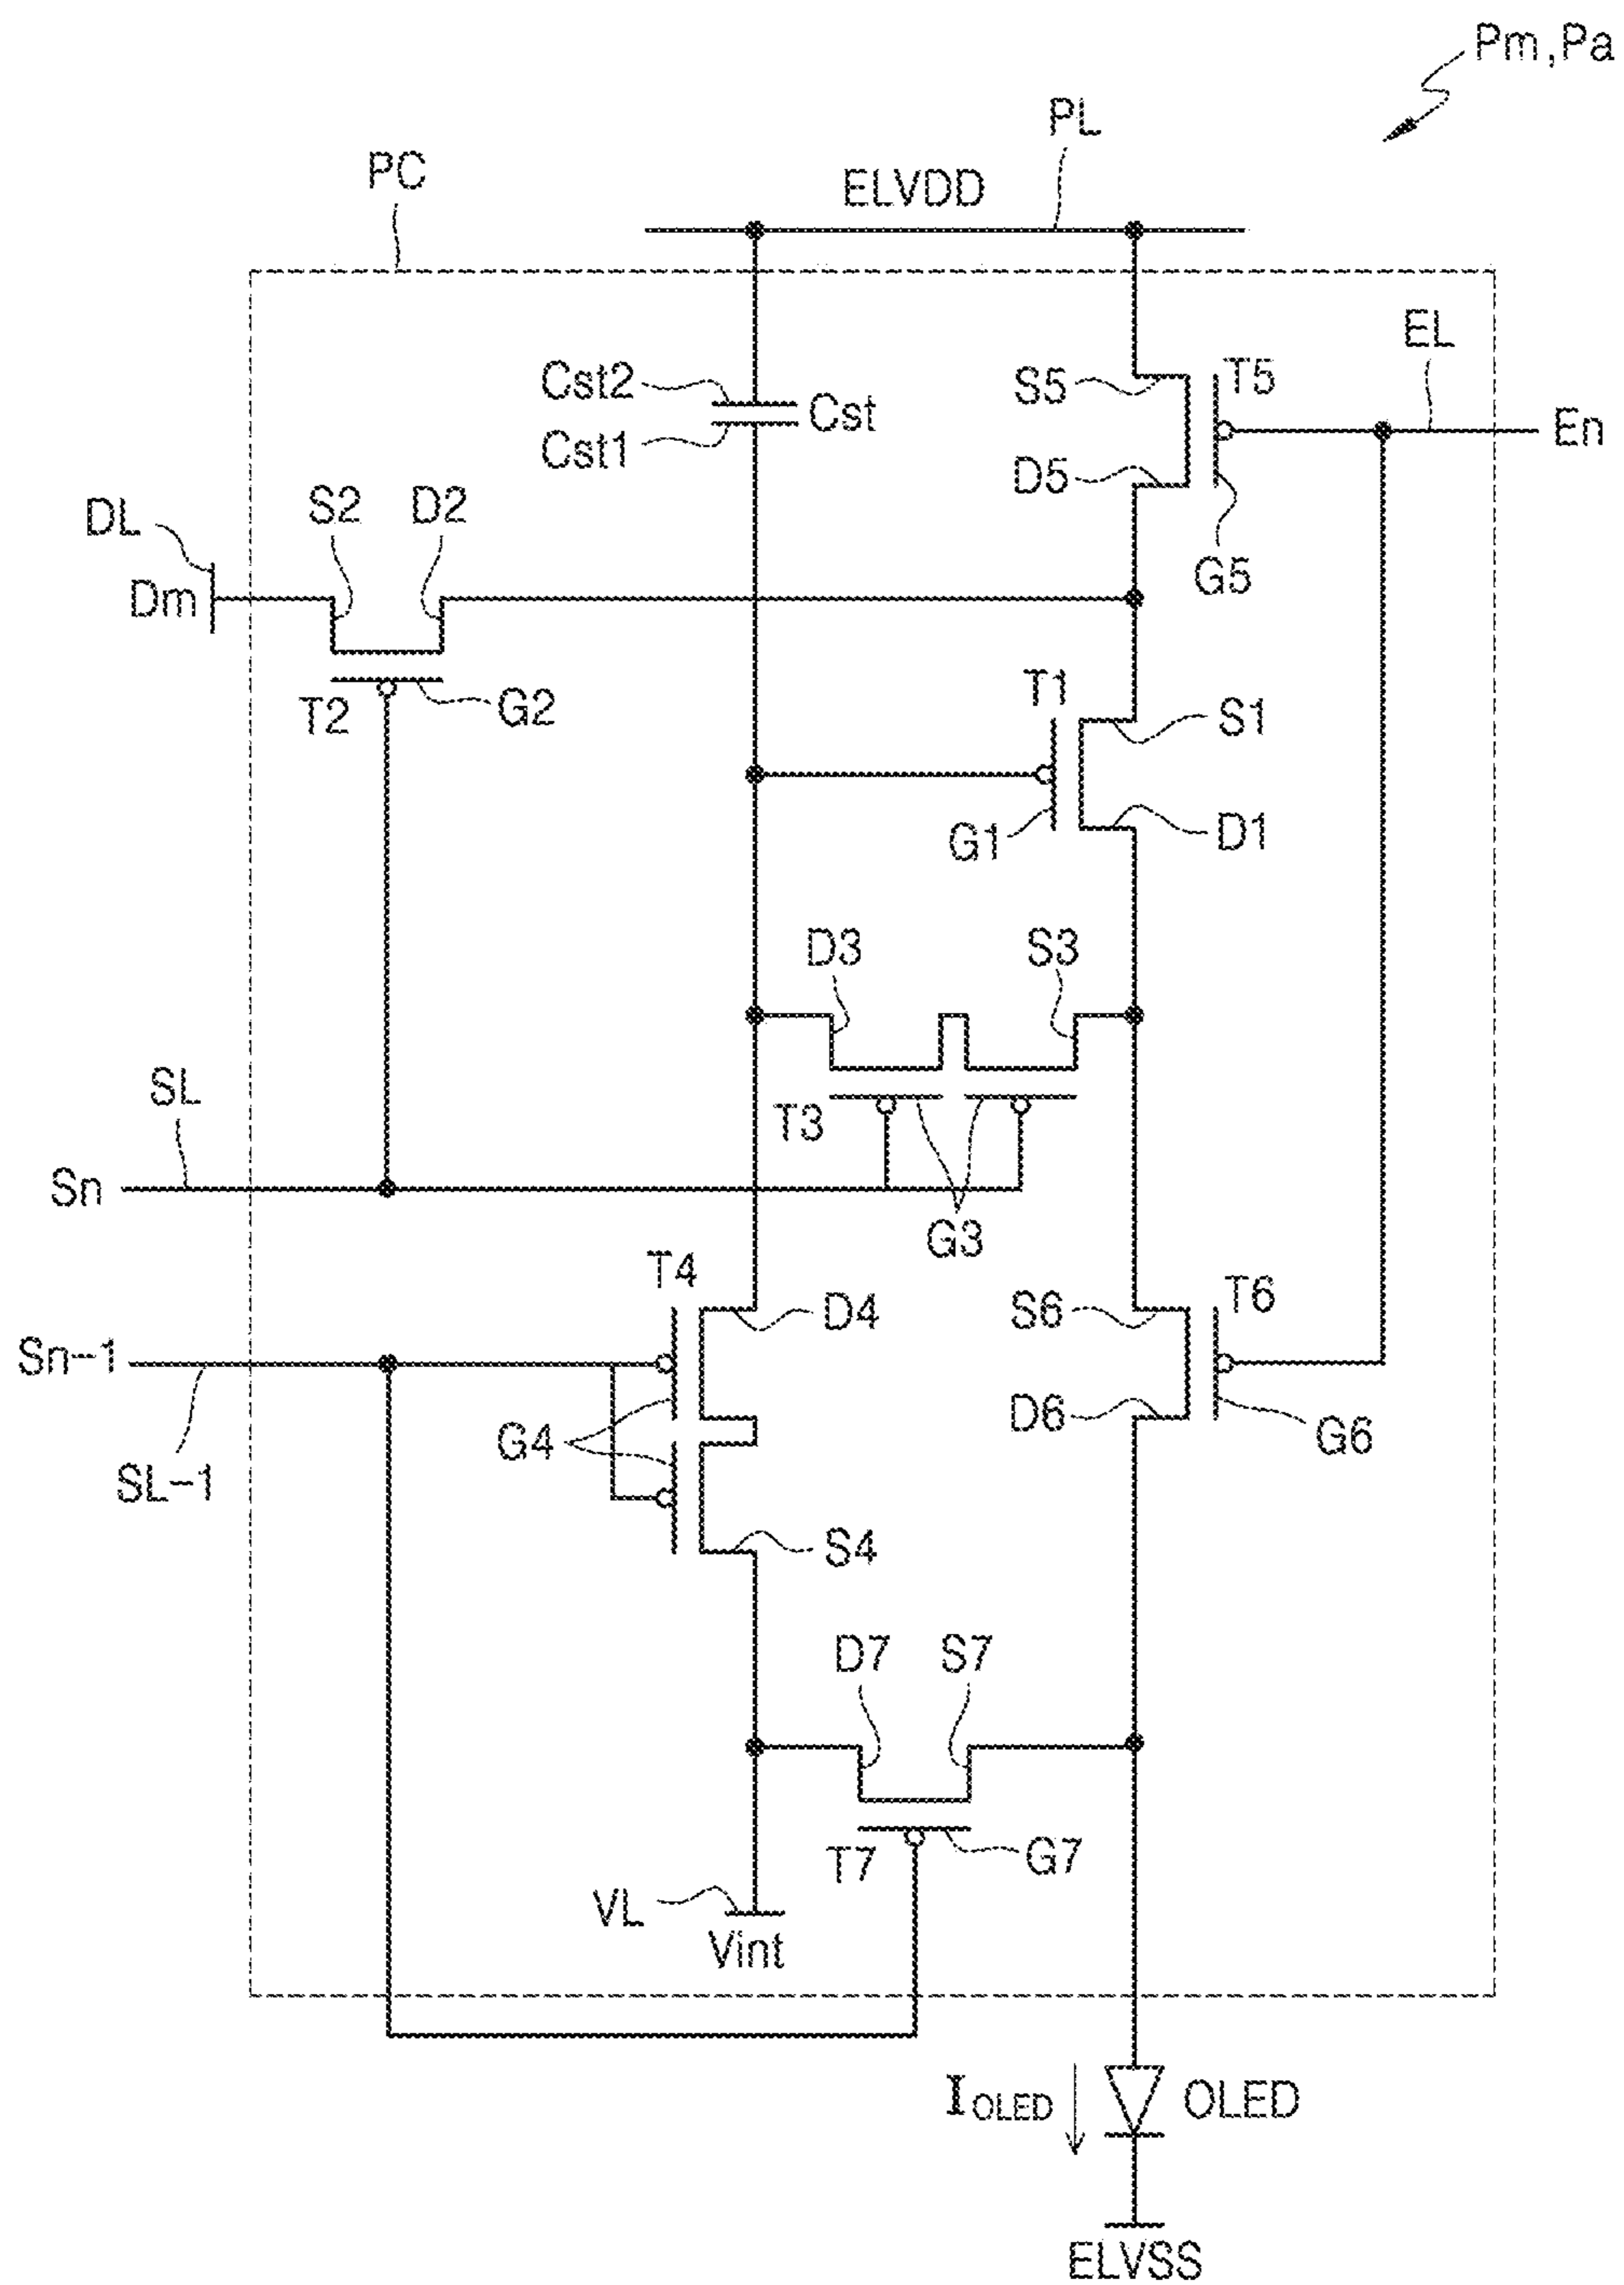 Pm,Pa
PL
PC
ELVDD
EL
Cst2
S5
T5
Cst
En
Cst1
D5
S2
D2
DL
G5
Dm
T1
T2
G2
S1
G1
D1
D3
S3
SL
T3
Sn
G3
T4
D4
S6
T6
Sn-1
D6
G4
G6
SL-1
S4
D7
S7
T7
G7
VL
Vint
IOLED
OLED
ELVSS